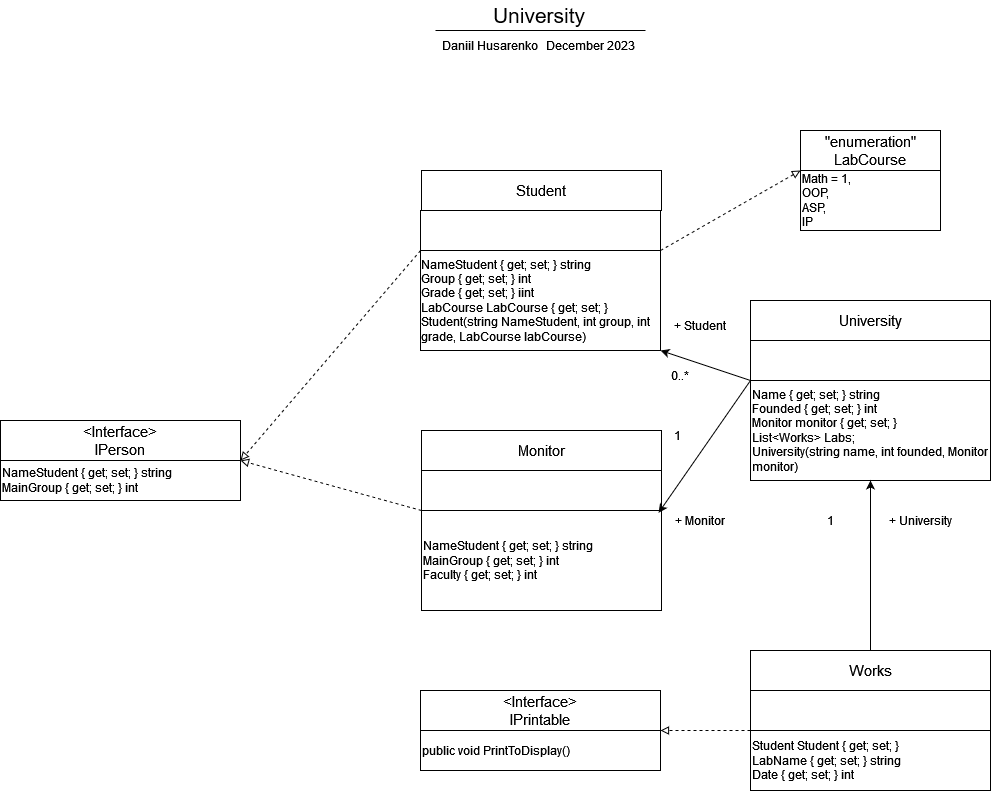 University
Daniil Husarenko  December 2023
"enumeration"
LabCourse
Math = 1,
OOP,
ASP,
IP
Student
NameStudent { get; set; } string
Group { get; set; } int
Grade { get; set; } iint
LabCourse LabCourse { get; set; }
Student(string NameStudent, int group, int
grade, LabCourse labCourse)
+ Student
0..*
University
Name { get; set; } string
Founded { get; set; } int
Monitor monitor { get; set; }
List<Works> Labs;
University(string name, int founded, Monitor
monitor)
<Interface>
IPerson
NameStudent { get; set; } string
MainGroup { get; set; } int
Monitor
NameStudent { get; set; } string
MainGroup { get; set; } int
Faculty { get; set; } int
1
+ Monitor
1
+ University
<Interface>
IPrintable
public void PrintToDisplay()
Works
Student Student { get; set; }
LabName { get; set; } string
Date { get; set; } int